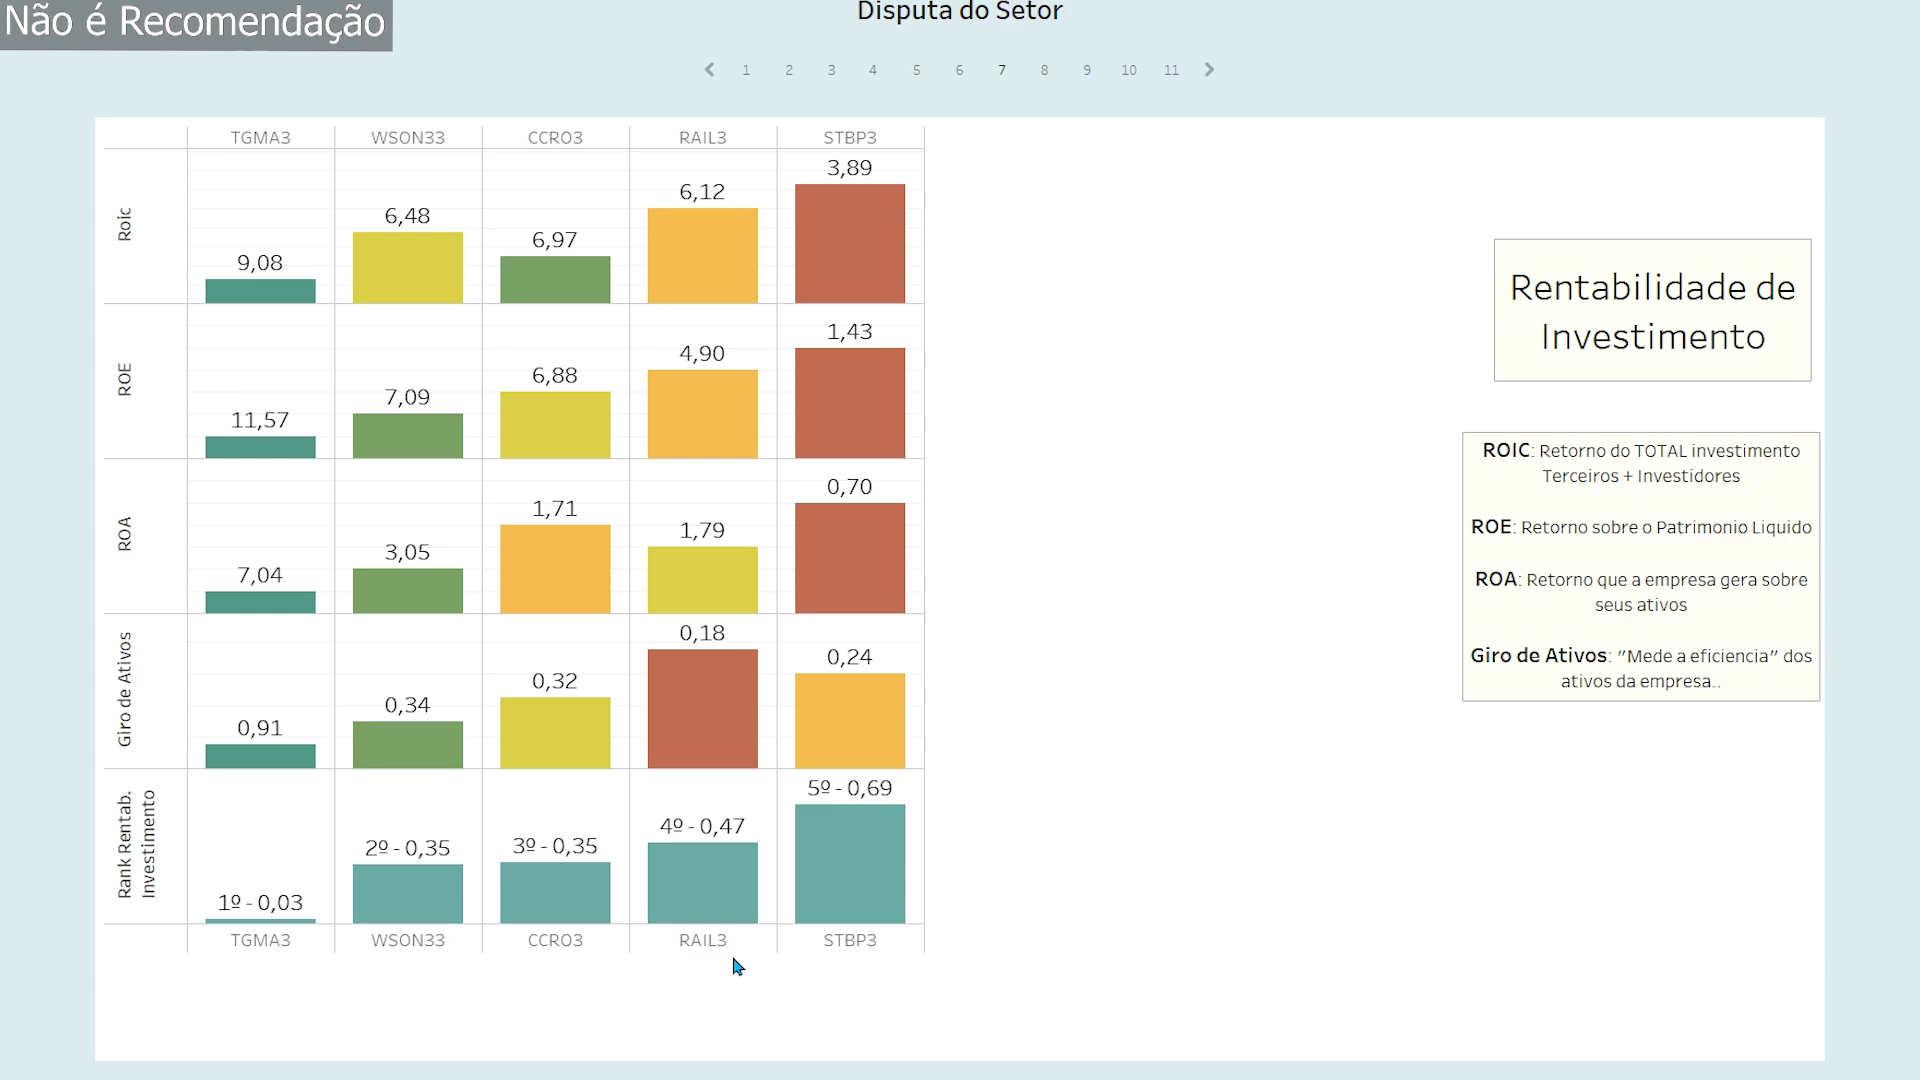 Não é Recomendação
Disputa do Setor
1 2 3 4 5 6 7 8 9 10 11
TGMA3 WSON33 CCRO3 RAIL3 STBP3
Roic
9,08 6,48 6,97 6,12 3,89
ROE
11,57 7,09 6,88 4,90 1,43
ROA
7,04 3,05 1,71 1,79 0,70
Giro de Ativos
0,91 0,34 0,32 0,18 0,24
Rank Rentab.
Investimento
1º - 0,03 2º - 0,35 3º - 0,35 4º - 0,47 5º - 0,69
TGMA3 WSON33 CCRO3 RAIL3 STBP3
Rentabilidade de
Investimento
ROIC: Retorno do TOTAL investimento
Terceiros + Investidores
ROE: Retorno sobre o Patrimonio Liquido
ROA: Retorno que a empresa gera sobre
seus ativos
Giro de Ativos: "Mede a eficiencia" dos
ativos da empresa..